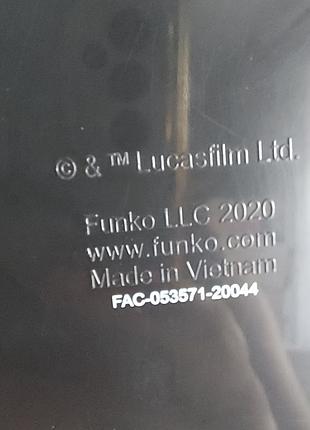 © & ™ Lucasfilm Ltd.
Funko LLC 2020
www.funko.com
Made in Vietnam
FAC-053571-20044